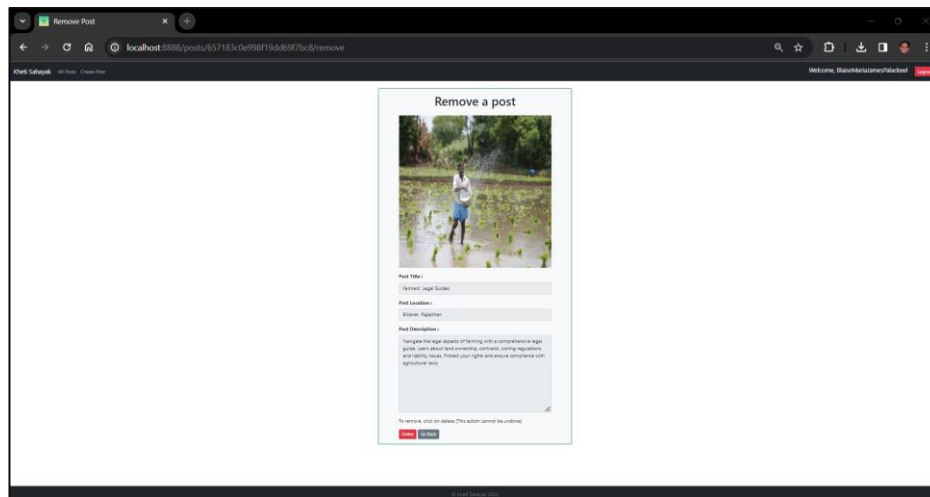 Remove Post
localhost:8888/posts/657183c0e998f19dd69f7bc8/remove
Kheti Sahayak All Posts Create Post
Welcome, BlaiseMariaJamesPalackeel
Remove a post
Post Title :
Farmers' Legal Guides
Post Location :
Bikaner, Rajasthan
Post Description :
Navigate the legal aspects of farming with a comprehensive legal
guide. Learn about land ownership, contracts, zoning regulations,
and liability issues. Protect your rights and ensure compliance with
agricultural laws.
To remove, click on delete (This action cannot be undone)
Delete Go Back
© Kheti Sahayak 2023